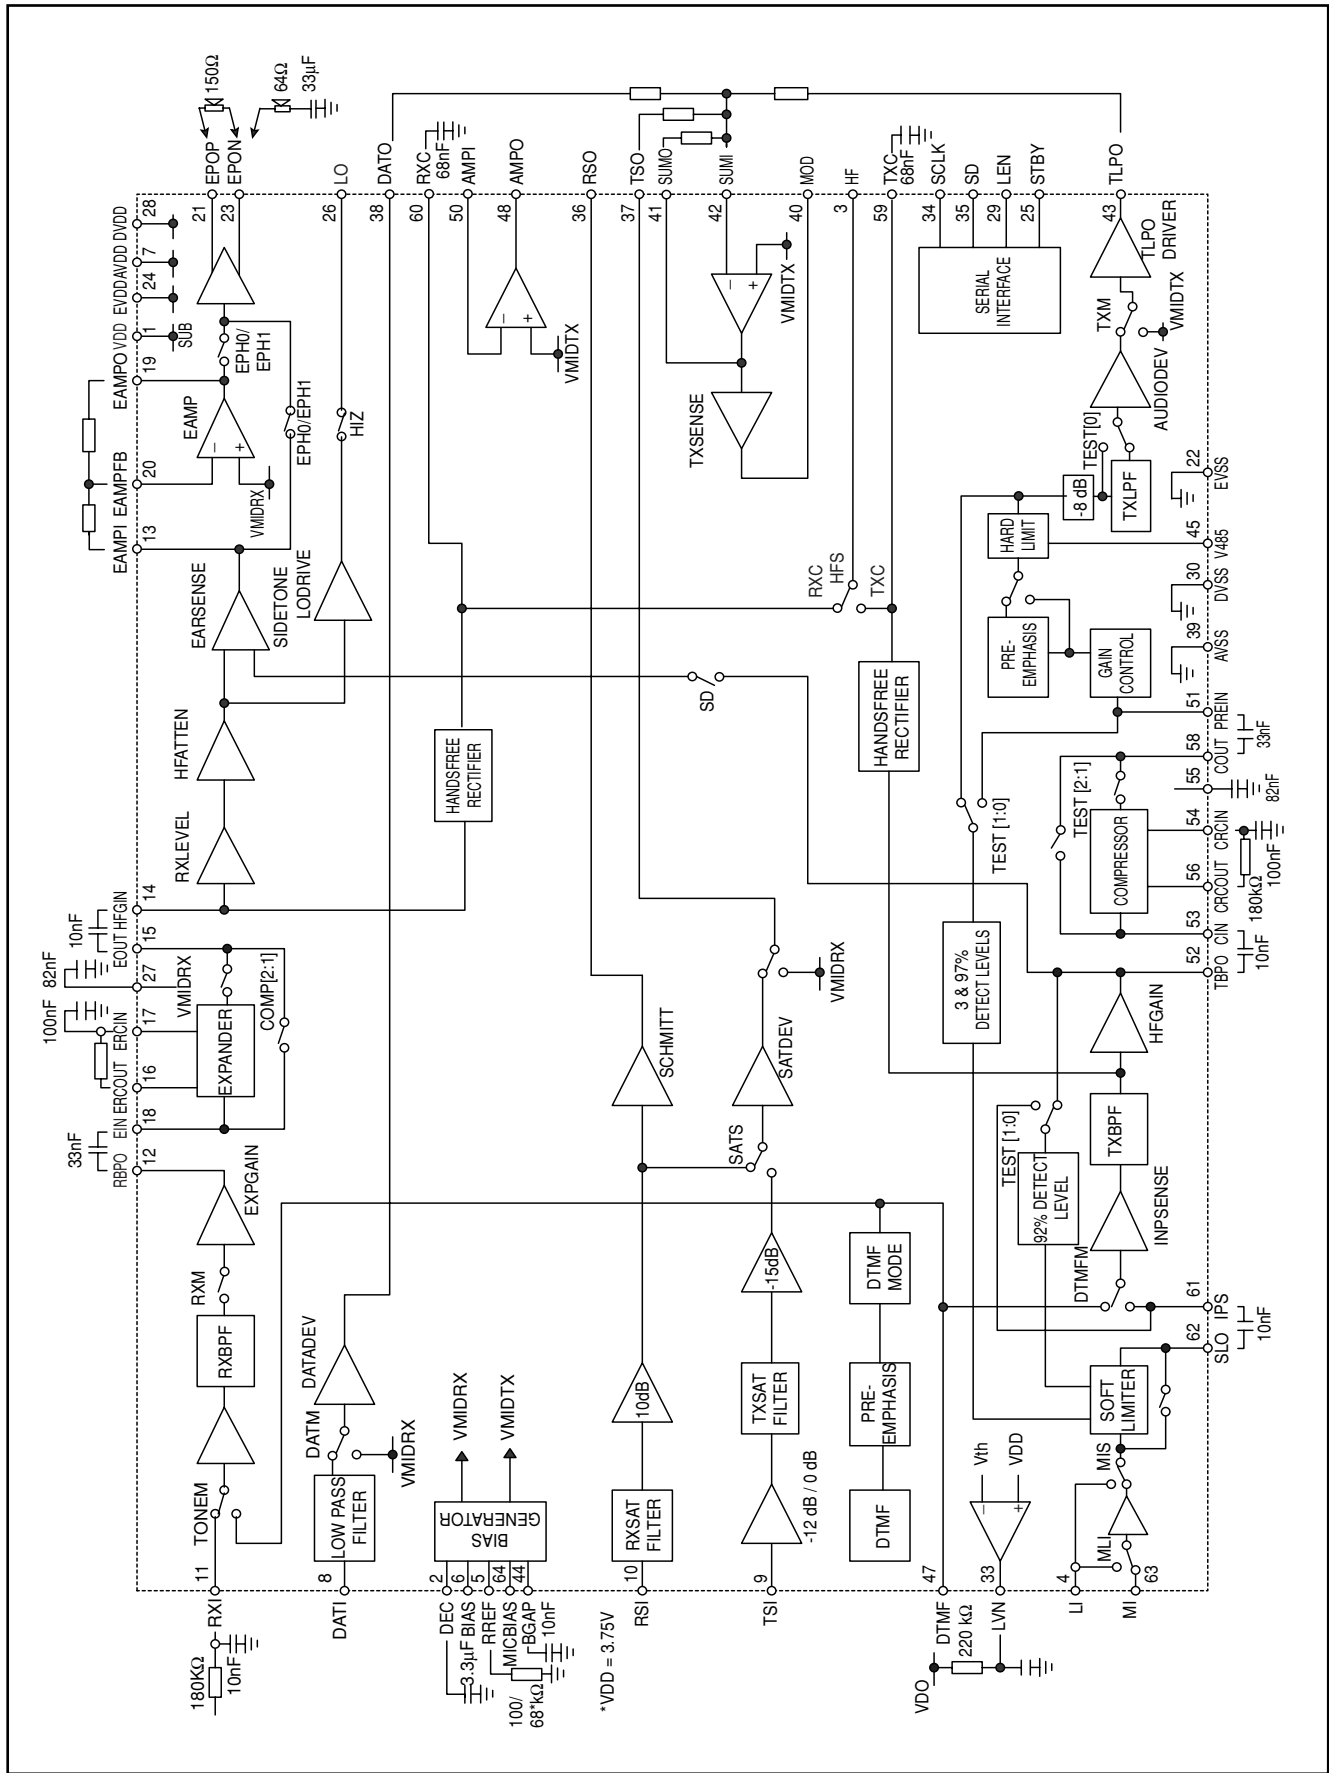 180KΩ
10nF
RXI
11
TONEM
RXBPF
RXM
EXPGAIN
RBPO
12
33nF
EIN
18
ERCOUT
16
ERCIN
17
100nF
EXPANDER
COMP[2:1]
VMIDRX
27
82nF
EOUT
15
10nF
HFGIN
14
RXLEVEL
HFATTEN
EARSENSE
SIDETONE
LODRIVE
EAMPI
13
EAMPFB
20
EAMPO
19
EAMP
−
+
VMIDRX
EPH0/
EPH1
EPH0/EPH1
HIZ
VDD
1
SUB
EVDD
24
AVDD
7
DVDD
28
21
EPOP
23
EPON
150Ω
64Ω
33µF
26
LO
DATI
8
LOW PASS
FILTER
DATM
VMIDRX
DATADEV
38
DATO
2
DEC
6
BIAS
5
RREF
64
MICBIAS
44
BGAP
3.3µF
10nF
100/
68*kΩ
*VDD = 3.75V
BIAS
GENERATOR
VMIDRX
VMIDTX
HANDSFREE
RECTIFIER
60
RXC
68nF
50
AMPI
48
AMPO
−
+
VMIDTX
RSI
10
RXSAT
FILTER
10dB
SCHMITT
36
RSO
TSI
9
-12 dB / 0 dB
TXSAT
FILTER
-15dB
SATS
SATDEV
VMIDRX
37
TSO
41
SUMO
42
SUMI
−
+
VMIDTX
TXSENSE
40
MOD
DTMF
PRE-
EMPHASIS
DTMF
MODE
SD
RXC
HFS
TXC
3
HF
HANDSFREE
RECTIFIER
59
TXC
68nF
34
SCLK
35
SD
29
LEN
25
STBY
SERIAL
INTERFACE
47
DTMF
VDO
220 kΩ
33
LVN
Vth
VDD
−
+
4
LI
MI
63
MLI
MIS
SOFT
LIMITER
SLO
62
IPS
61
10nF
DTMFM
INPSENSE
TXBPF
HFGAIN
92% DETECT
LEVEL
TEST [1:0]
3 & 97%
DETECT LEVELS
TEST [1:0]
TBPO
52
CIN
53
10nF
CRCOUT
56
CRCIN
54
180kΩ
100nF
COMPRESSOR
TEST [2:1]
55
82nF
COUT
58
PREIN
51
33nF
GAIN
CONTROL
PRE-
EMPHASIS
HARD
LIMIT
-8 dB
TXLPF
TEST[0]
AUDIODEV
TXM
VMIDTX
TLPO
DRIVER
43
TLPO
AVSS
39
DVSS
30
V485
45
EVSS
22